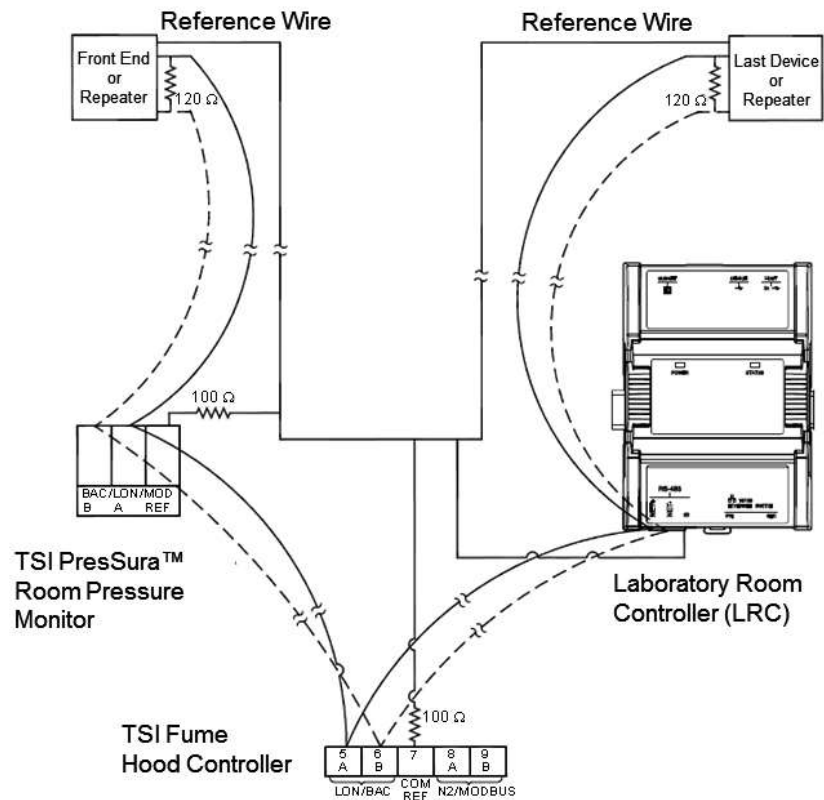 Reference Wire
Reference Wire
Front End
or
Repeater
120 Ω
Last Device
or
Repeater
120 Ω
POWER
STATUS
100 Ω
RS-485
BAC/LON/MOD
B A REF
TSI PresSura™
Room Pressure
Monitor
Laboratory Room
Controller (LRC)
100 Ω
TSI Fume
Hood Controller
5 6 7 8 9
A B A B
LON/BAC
COM
REF
N2/MODBUS